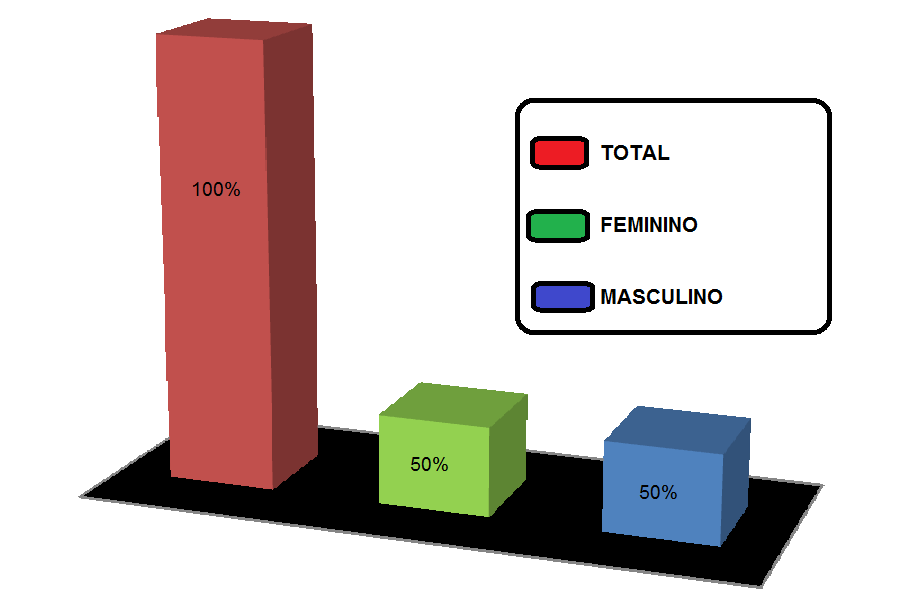 100%
TOTAL
FEMININO
MASCULINO
50%
50%